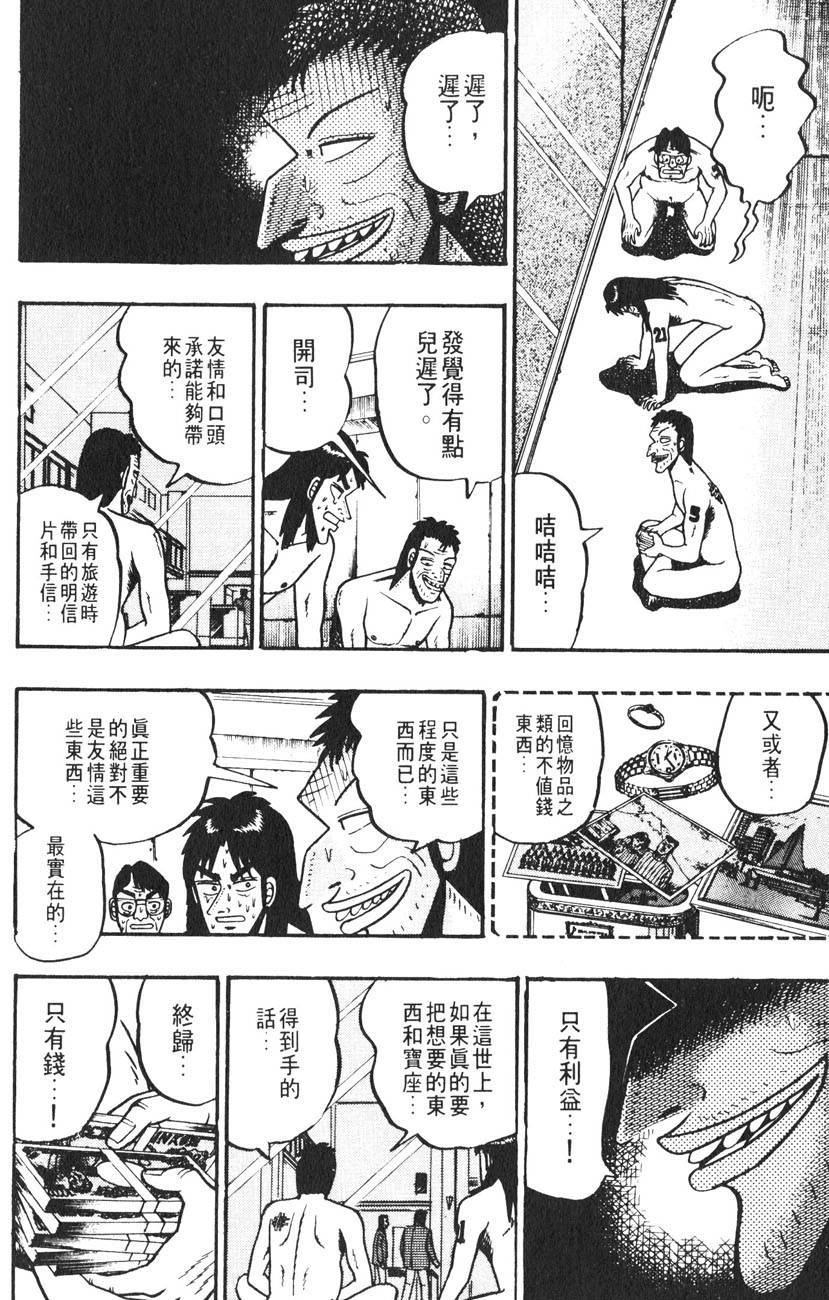 呃…
咭咭咭…
遲了，
遲了…
發覺得有點
兒遲了。
開司…
友情和口頭
承諾能夠帶
來的…
只有旅遊時
帶回的明信
片和手信…
又或者…
回憶物品之
類的不值錢
東西…
只是這些
程度的東
西而已…
眞正重要
的絕對不
是友情這
些東西…
最實在的…
只有利益…！
在這世上，
如果眞的要
把想要的東
西和寶座…
得到手的
話…
終歸…
只有錢…！
21
5